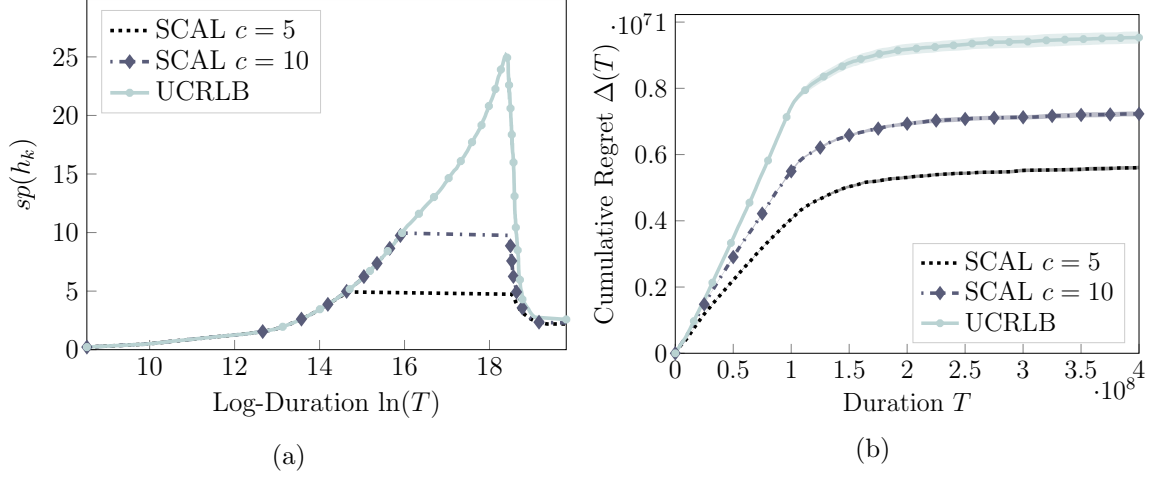 SCAL c = 5
SCAL c = 10
UCRLB
25
20
15
10
5
0
sp(h_k)
10 12 14 16 18
Log-Duration ln(T)
(a)
·10^7
1
0.8
0.6
0.4
0.2
0
Cumulative Regret Δ(T)
SCAL c = 5
SCAL c = 10
UCRLB
0 0.5 1 1.5 2 2.5 3 3.5 4
·10^8
Duration T
(b)